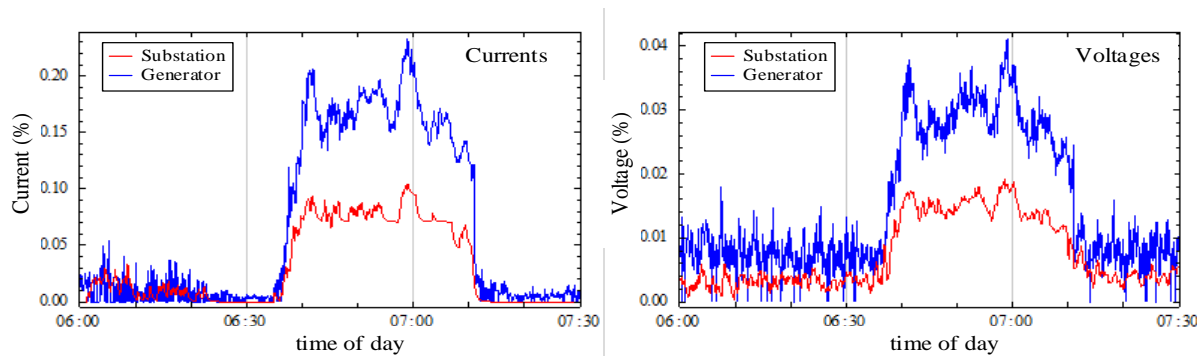 Substation
Generator
Currents
0.20
0.15
0.10
0.05
0.00
Current (%)
06:00
06:30
07:00
07:30
time of day
Substation
Generator
Voltages
0.04
0.03
0.02
0.01
0.00
Voltage (%)
06:00
06:30
07:00
07:30
time of day